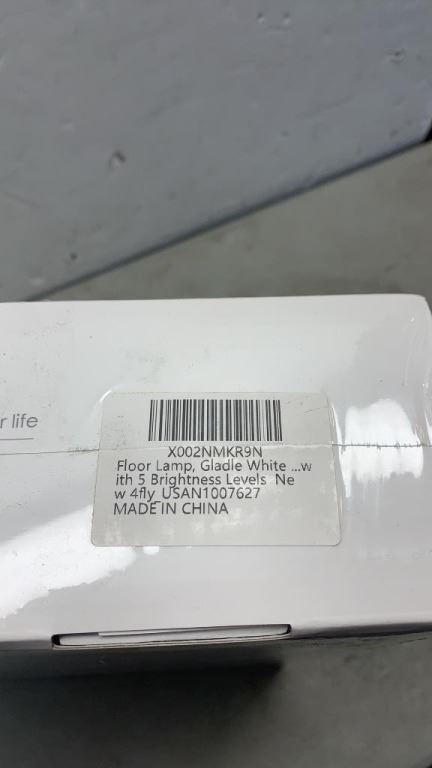 r life
X002NMKR9N
Floor Lamp, Gladle White ...w
ith 5 Brightness Levels Ne
w 4fly USAN1007627
MADE IN CHINA